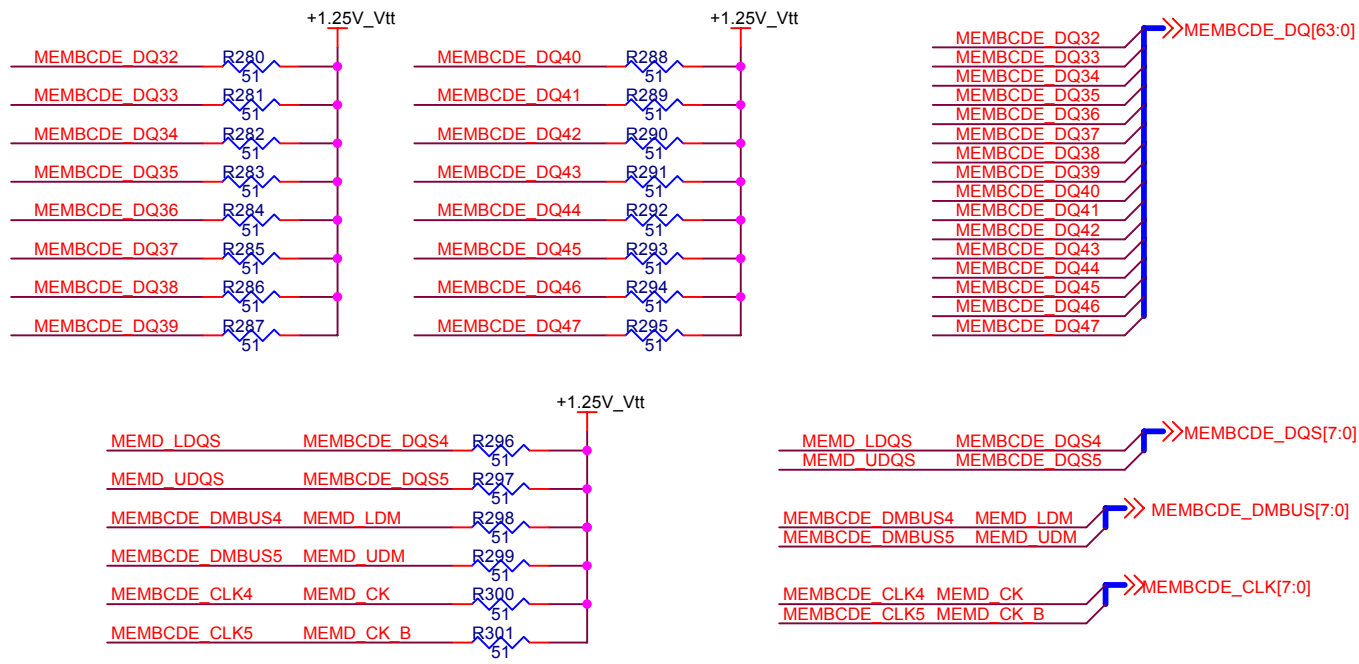 +1.25V_Vtt
MEMBCDE_DQ32 R280
51
MEMBCDE_DQ33 R281
51
MEMBCDE_DQ34 R282
51
MEMBCDE_DQ35 R283
51
MEMBCDE_DQ36 R284
51
MEMBCDE_DQ37 R285
51
MEMBCDE_DQ38 R286
51
MEMBCDE_DQ39 R287
51
+1.25V_Vtt
MEMBCDE_DQ40 R288
51
MEMBCDE_DQ41 R289
51
MEMBCDE_DQ42 R290
51
MEMBCDE_DQ43 R291
51
MEMBCDE_DQ44 R292
51
MEMBCDE_DQ45 R293
51
MEMBCDE_DQ46 R294
51
MEMBCDE_DQ47 R295
51
MEMBCDE_DQ[63:0]
MEMBCDE_DQ32
MEMBCDE_DQ33
MEMBCDE_DQ34
MEMBCDE_DQ35
MEMBCDE_DQ36
MEMBCDE_DQ37
MEMBCDE_DQ38
MEMBCDE_DQ39
MEMBCDE_DQ40
MEMBCDE_DQ41
MEMBCDE_DQ42
MEMBCDE_DQ43
MEMBCDE_DQ44
MEMBCDE_DQ45
MEMBCDE_DQ46
MEMBCDE_DQ47
+1.25V_Vtt
MEMD_LDQS MEMBCDE_DQS4 R296
51
MEMD_UDQS MEMBCDE_DQS5 R297
51
MEMBCDE_DMBUS4 MEMD_LDM R298
51
MEMBCDE_DMBUS5 MEMD_UDM R299
51
MEMBCDE_CLK4 MEMD_CK R300
51
MEMBCDE_CLK5 MEMD_CK_B R301
51
MEMBCDE_DQS[7:0]
MEMD_LDQS MEMBCDE_DQS4
MEMD_UDQS MEMBCDE_DQS5
MEMBCDE_DMBUS[7:0]
MEMBCDE_DMBUS4 MEMD_LDM
MEMBCDE_DMBUS5 MEMD_UDM
MEMBCDE_CLK[7:0]
MEMBCDE_CLK4 MEMD_CK
MEMBCDE_CLK5 MEMD_CK_B